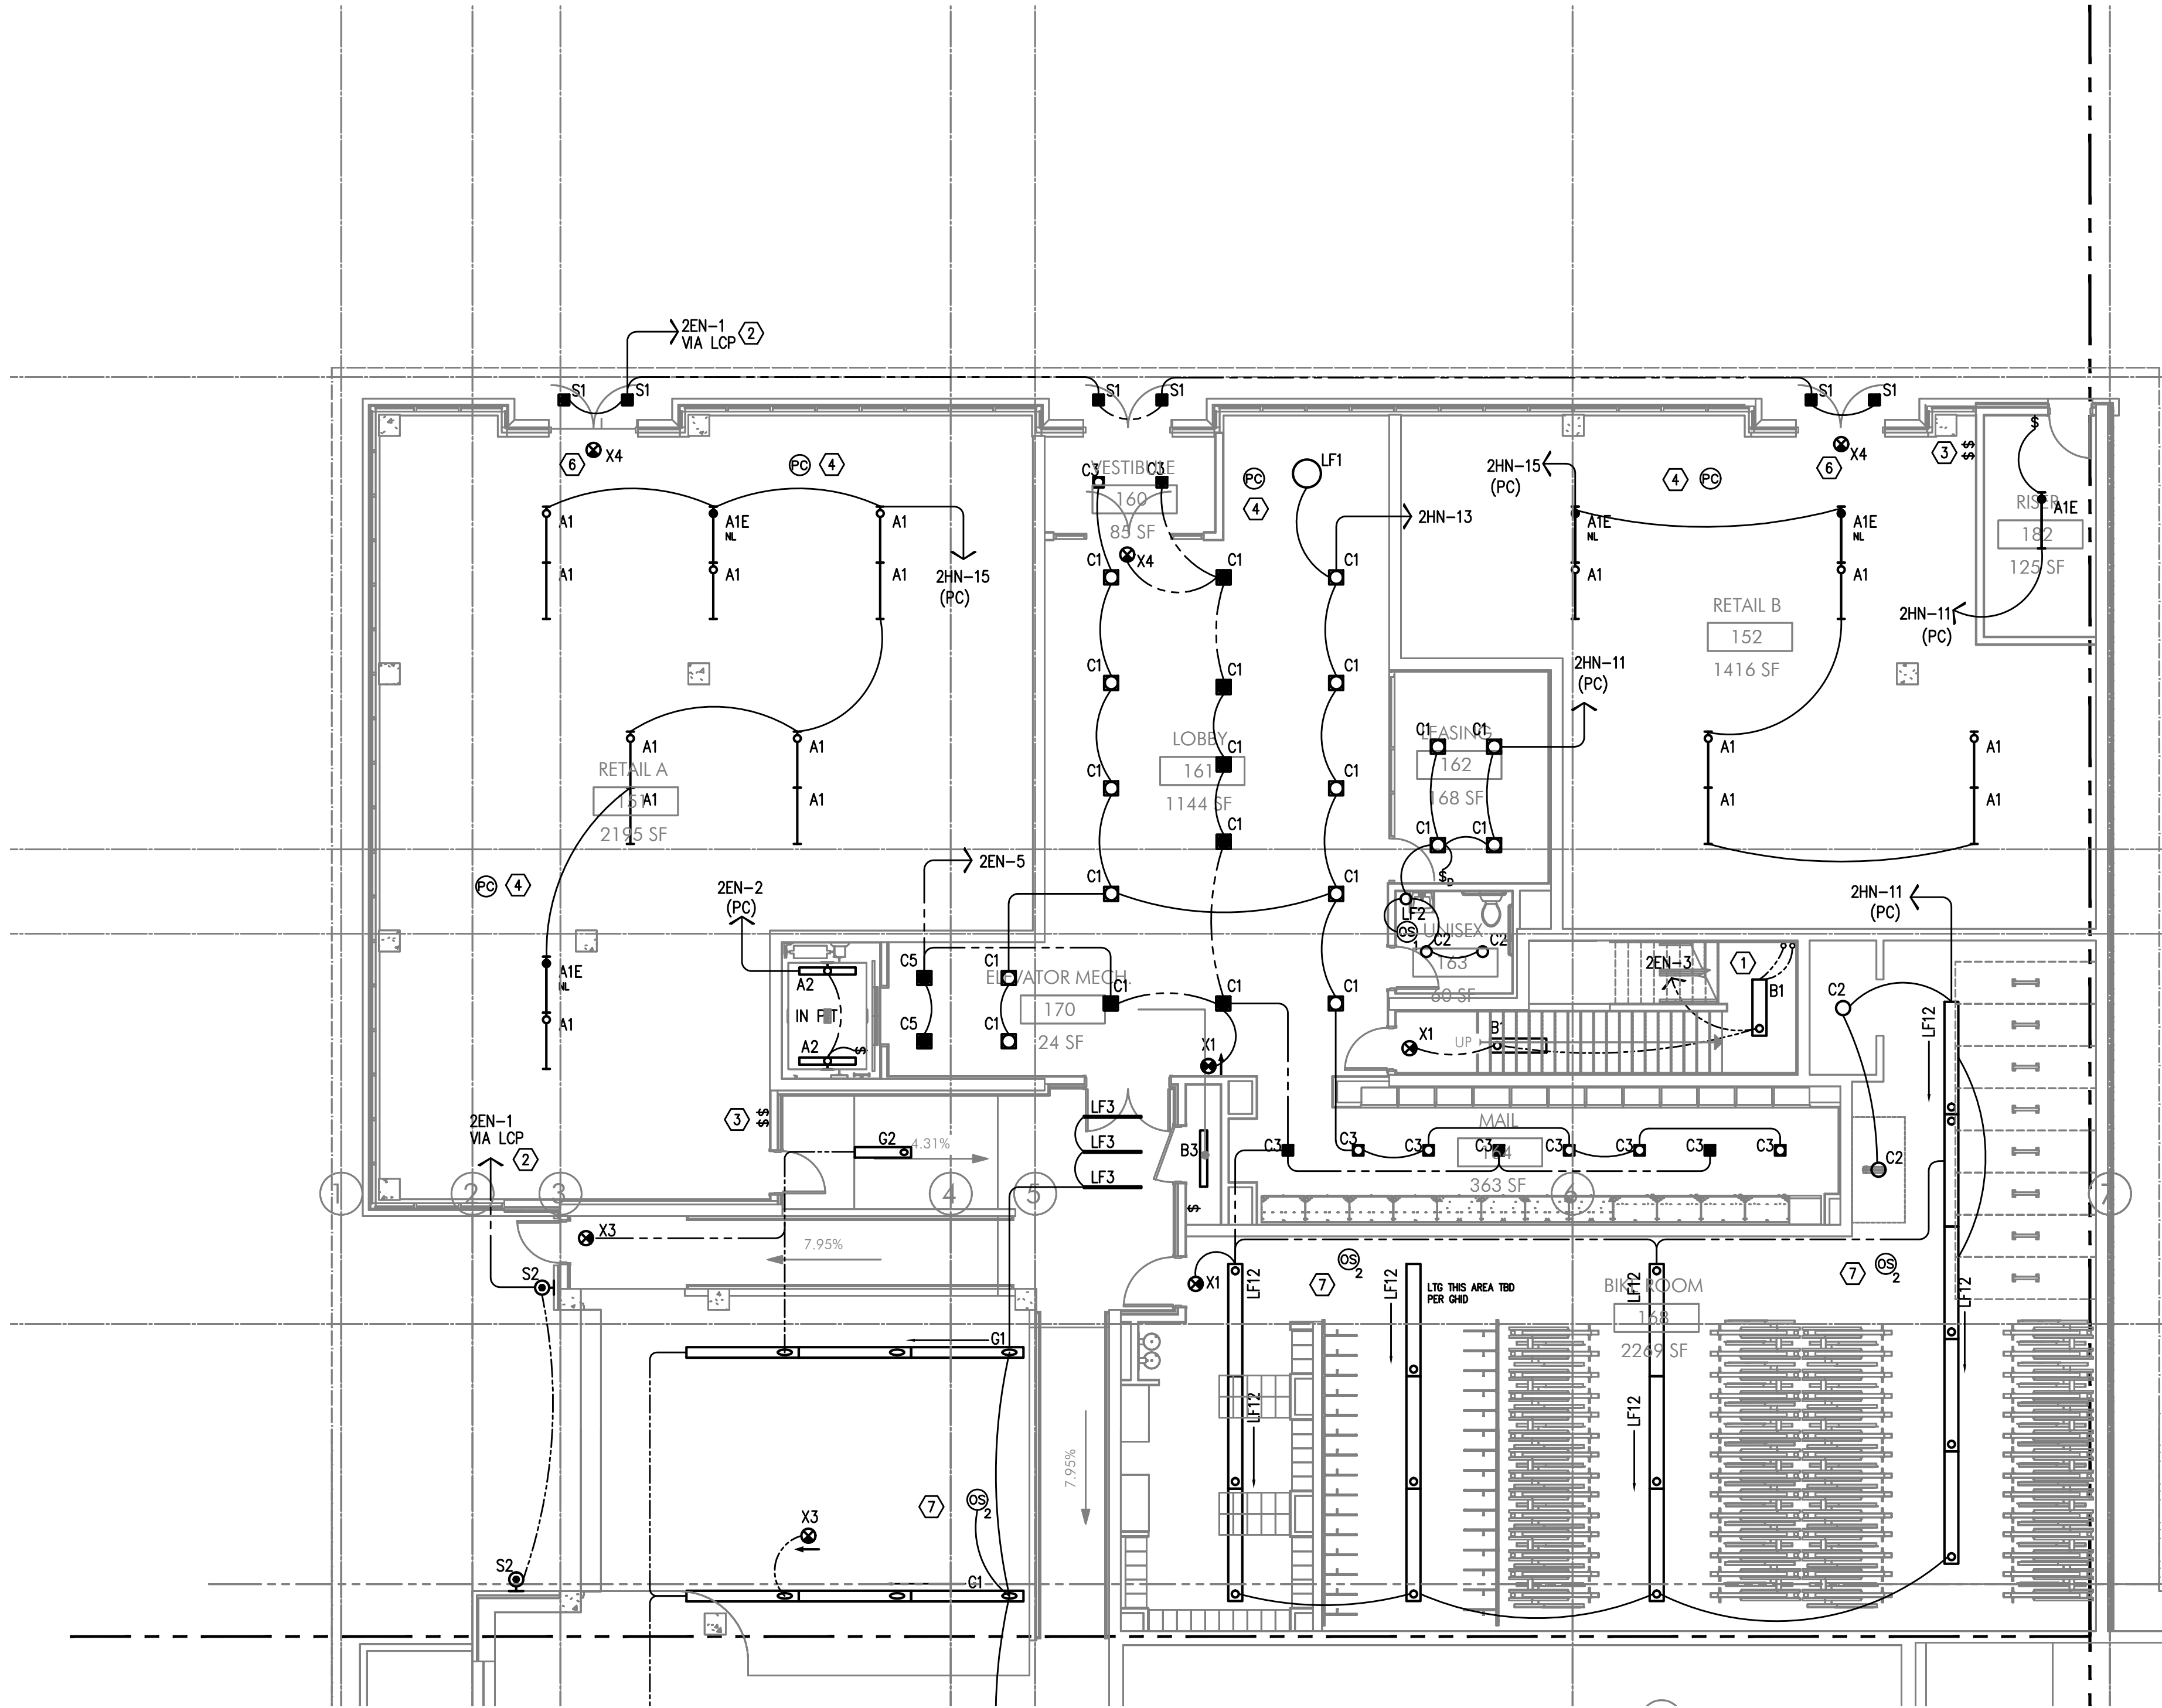 2EN-1
VIA LCP
2
S1
S1
S1
S1
S1
S1
X4
6
PC
4
VESTIBULE
C3
C3
160
85 SF
X4
PC
4
LF1
2HN-15
(PC)
4
PC
X4
6
3
$
$
$
A1
A1E
NL
A1
A1
A1
A1
2HN-15
(PC)
2HN-13
A1E
NL
A1
A1E
NL
A1
RISER
A1E
182
125 SF
2HN-11
(PC)
C1
C1
C1
C1
C1
C1
RETAIL B
152
1416 SF
2HN-11
(PC)
A1
A1
RETAIL A
151
A1
A1
2195 SF
LOBBY
C1
161
1144 SF
C1
C1
C1
C1
C1
LEASING
C1
C1
162
168 SF
C1
C1
$D
A1
A1
A1
A1
PC
4
2EN-5
2EN-2
(PC)
2HN-11
(PC)
LF2
OS
1
UNISEX
C2
C2
163
60 SF
A1E
NL
A1
A2
IN PIT
A2
$
C5
C5
C1
C1
ELEVATOR MECH.
C1
170
24 SF
C1
X1
X1
B1
UP
2EN-3
1
B1
C2
LF12
2EN-1
VIA LCP
2
3
$
$
G2
4.31%
LF3
LF3
LF3
B3
$
MAIL
C3
C3
C3
C3
C3
C3
C3
C3
164
363 SF
C2
1
2
3
4
5
6
7
X3
7.95%
S2
X1
LF12
7
OS
2
LF12
LTG THIS AREA TBD
PER GHID
BIKE ROOM
LF12
168
2269 SF
7
OS
2
LF12
G1
LF12
LF12
7.95%
7
OS
2
X3
S2
G1